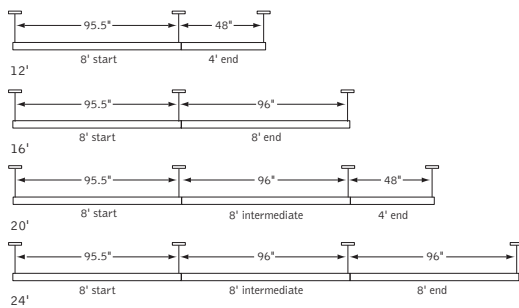 95.5" 48"
8' start 4' end
12'
95.5" 96"
8' start 8' end
16'
95.5" 96" 48"
8' start 8' intermediate 4' end
20'
95.5" 96" 96"
8' start 8' intermediate 8' end
24'